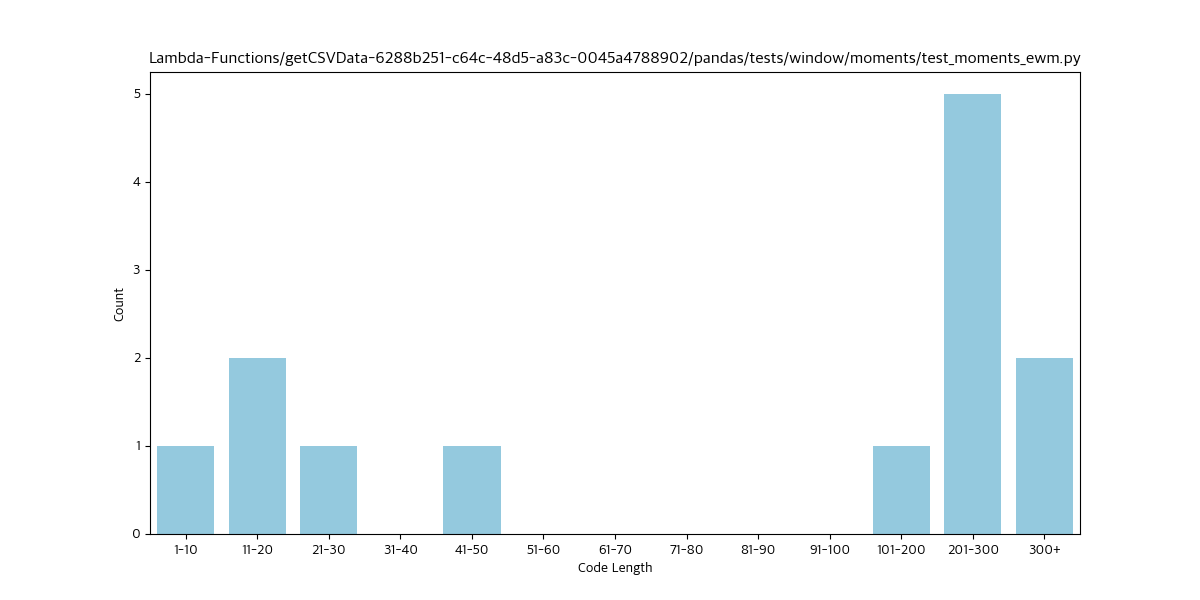 Lambda-Functions/getCSVData-6288b251-c64c-48d5-a83c-0045a4788902/pandas/tests/window/moments/test_moments_ewm.py
5
4
3
2
1
0
Count
1-10 11-20 21-30 31-40 41-50 51-60 61-70 71-80 81-90 91-100 101-200 201-300 300+
Code Length